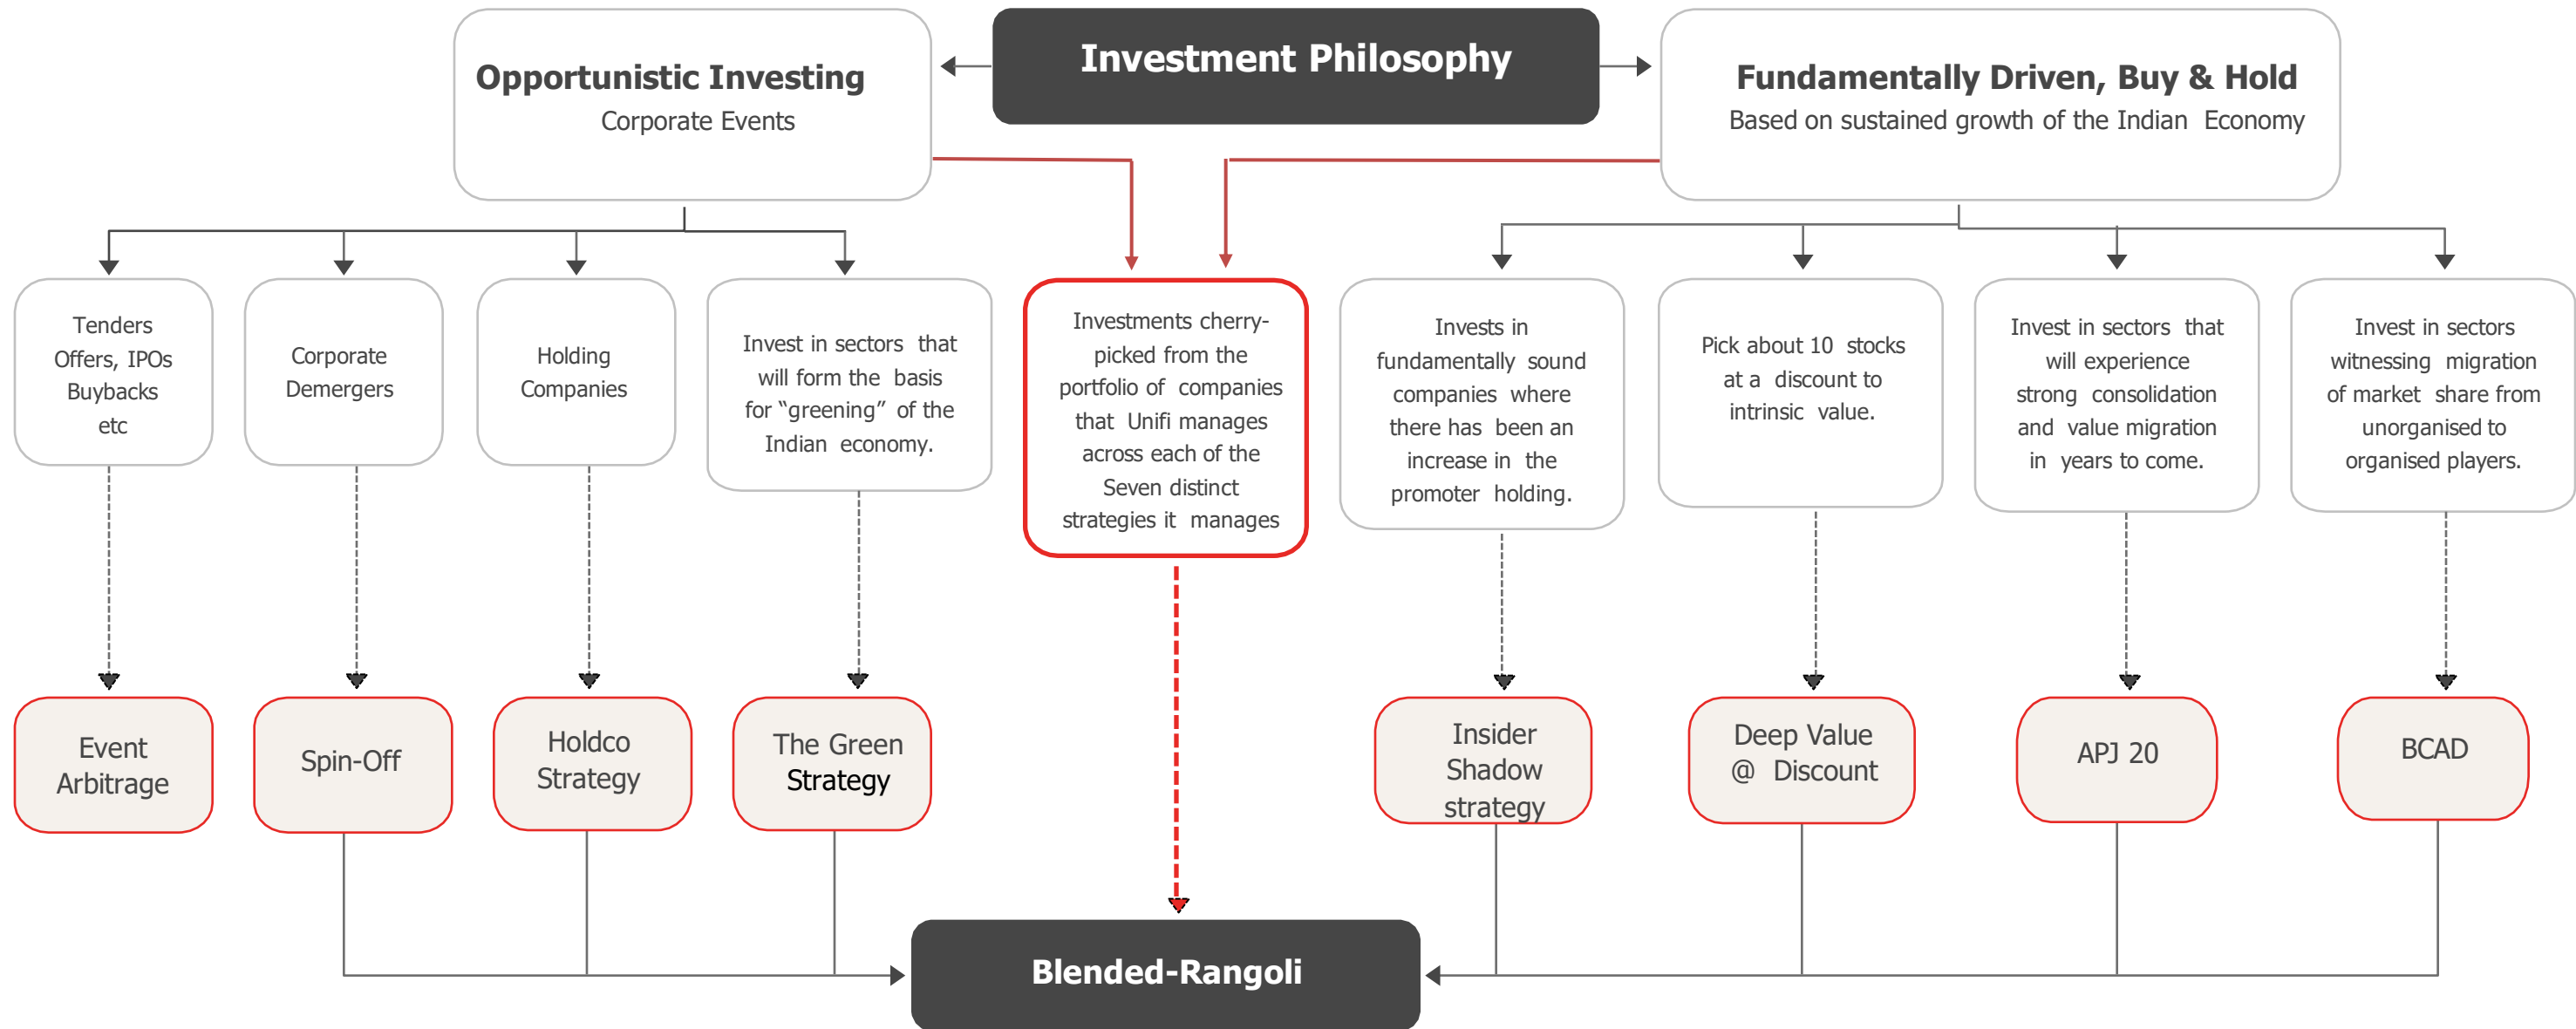 Investment Philosophy
Opportunistic Investing
Corporate Events
Fundamentally Driven, Buy & Hold
Based on sustained growth of the Indian Economy
Tenders
Offers, IPOs
Buybacks
etc
Corporate
Demergers
Holding
Companies
Invest in sectors that
will form the basis
for “greening” of the
Indian economy.
Investments cherry-
picked from the
portfolio of companies
that Unifi manages
across each of the
Seven distinct
strategies it manages
Invests in
fundamentally sound
companies where
there has been an
increase in the
promoter holding.
Pick about 10 stocks
at a discount to
intrinsic value.
Invest in sectors that
will experience
strong consolidation
and value migration
in years to come.
Invest in sectors
witnessing migration
of market share from
unorganised to
organised players.
Event
Arbitrage
Spin-Off
Holdco
Strategy
The Green
Strategy
Insider
Shadow
strategy
Deep Value
@ Discount
APJ 20
BCAD
Blended-Rangoli